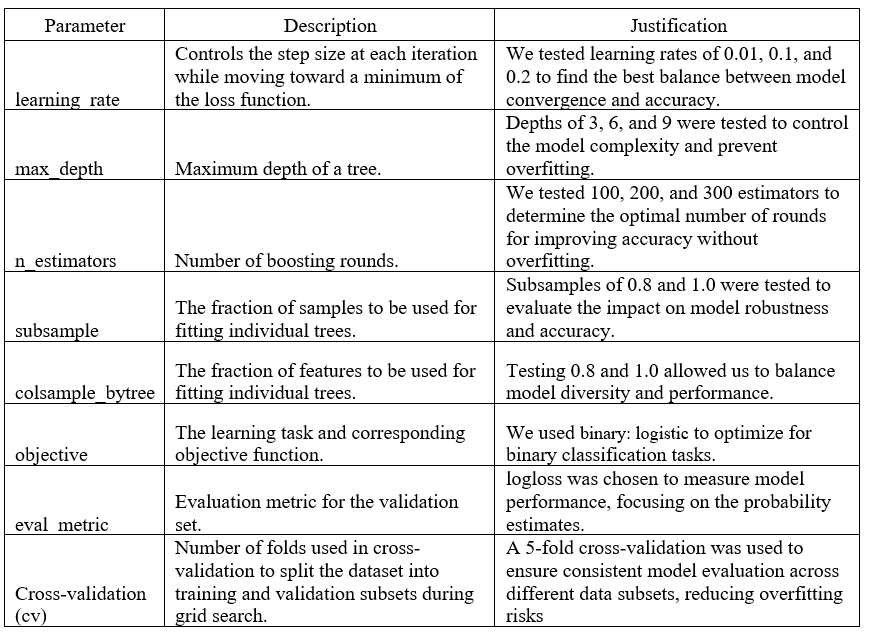 Parameter Description Justification
learning_rate
Controls the step size at each iteration
while moving toward a minimum of
the loss function.
We tested learning rates of 0.01, 0.1, and
0.2 to find the best balance between model
convergence and accuracy.
max_depth
Maximum depth of a tree.
Depths of 3, 6, and 9 were tested to control
the model complexity and prevent
overfitting.
n_estimators
Number of boosting rounds.
We tested 100, 200, and 300 estimators to
determine the optimal number of rounds
for improving accuracy without
overfitting.
subsample
The fraction of samples to be used for
fitting individual trees.
Subsamples of 0.8 and 1.0 were tested to
evaluate the impact on model robustness
and accuracy.
colsample_bytree
The fraction of features to be used for
fitting individual trees.
Testing 0.8 and 1.0 allowed us to balance
model diversity and performance.
objective
The learning task and corresponding
objective function.
We used binary: logistic to optimize for
binary classification tasks.
eval_metric
Evaluation metric for the validation
set.
logloss was chosen to measure model
performance, focusing on the probability
estimates.
Cross-validation
(cv)
Number of folds used in cross-
validation to split the dataset into
training and validation subsets during
grid search.
A 5-fold cross-validation was used to
ensure consistent model evaluation across
different data subsets, reducing overfitting
risks